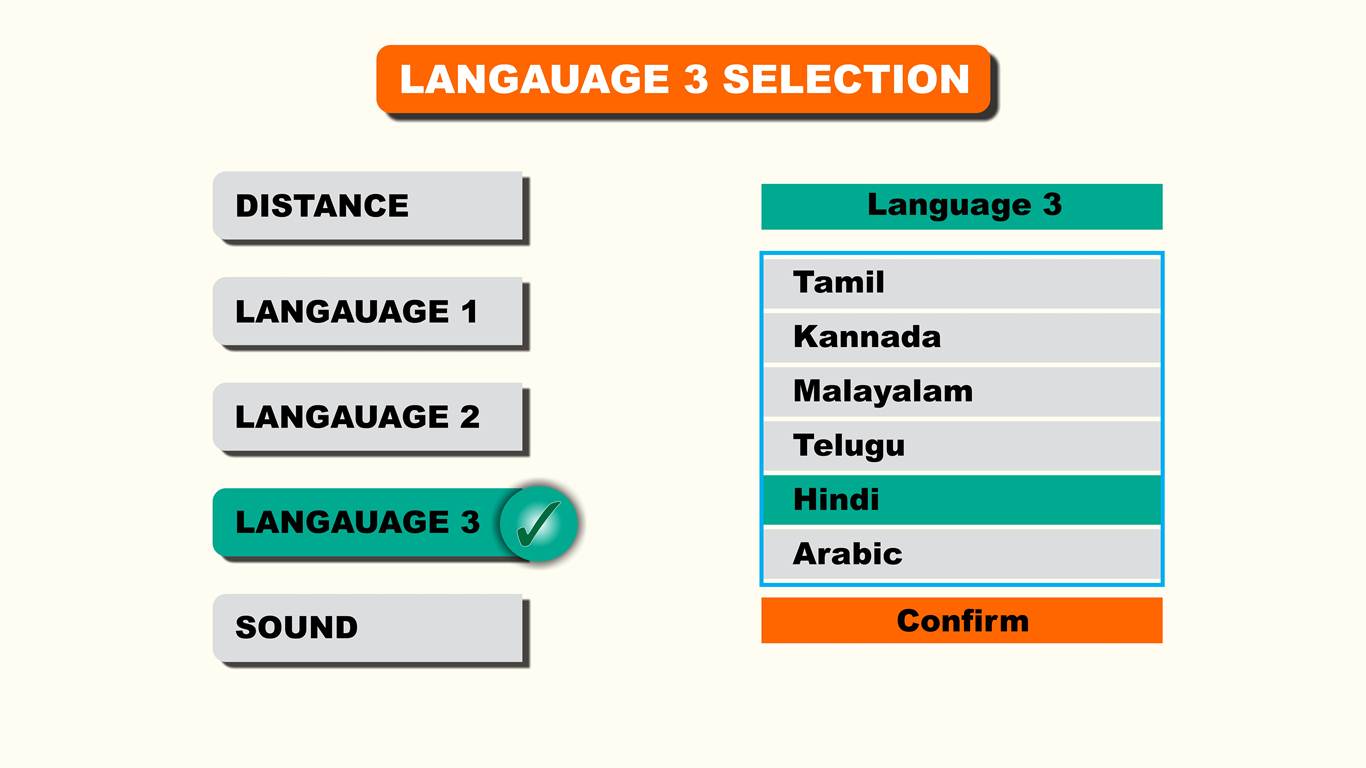 LANGAUAGE 3 SELECTION
DISTANCE
LANGAUAGE 1
LANGAUAGE 2
LANGAUAGE 3
SOUND
Language 3
Tamil
Kannada
Malayalam
Telugu
Hindi
Arabic
Confirm